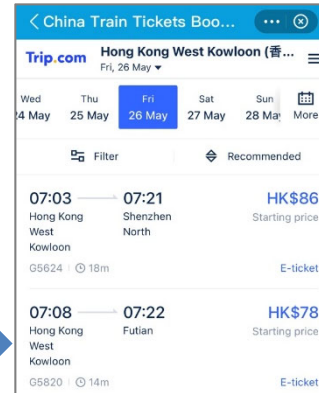 China Train Tickets Boo...
Trip.com Hong Kong West Kowloon (香...
Fri, 26 May
Wed Thu Fri Sat Sun
24 May 25 May 26 May 27 May 28 May More
Filter Recommended
07:03 07:21 HK$86
Hong Kong West Kowloon Shenzhen North Starting price
G5624 18m E-ticket
07:08 07:22 HK$78
Hong Kong West Kowloon Futian Starting price
G5820 14m E-ticket